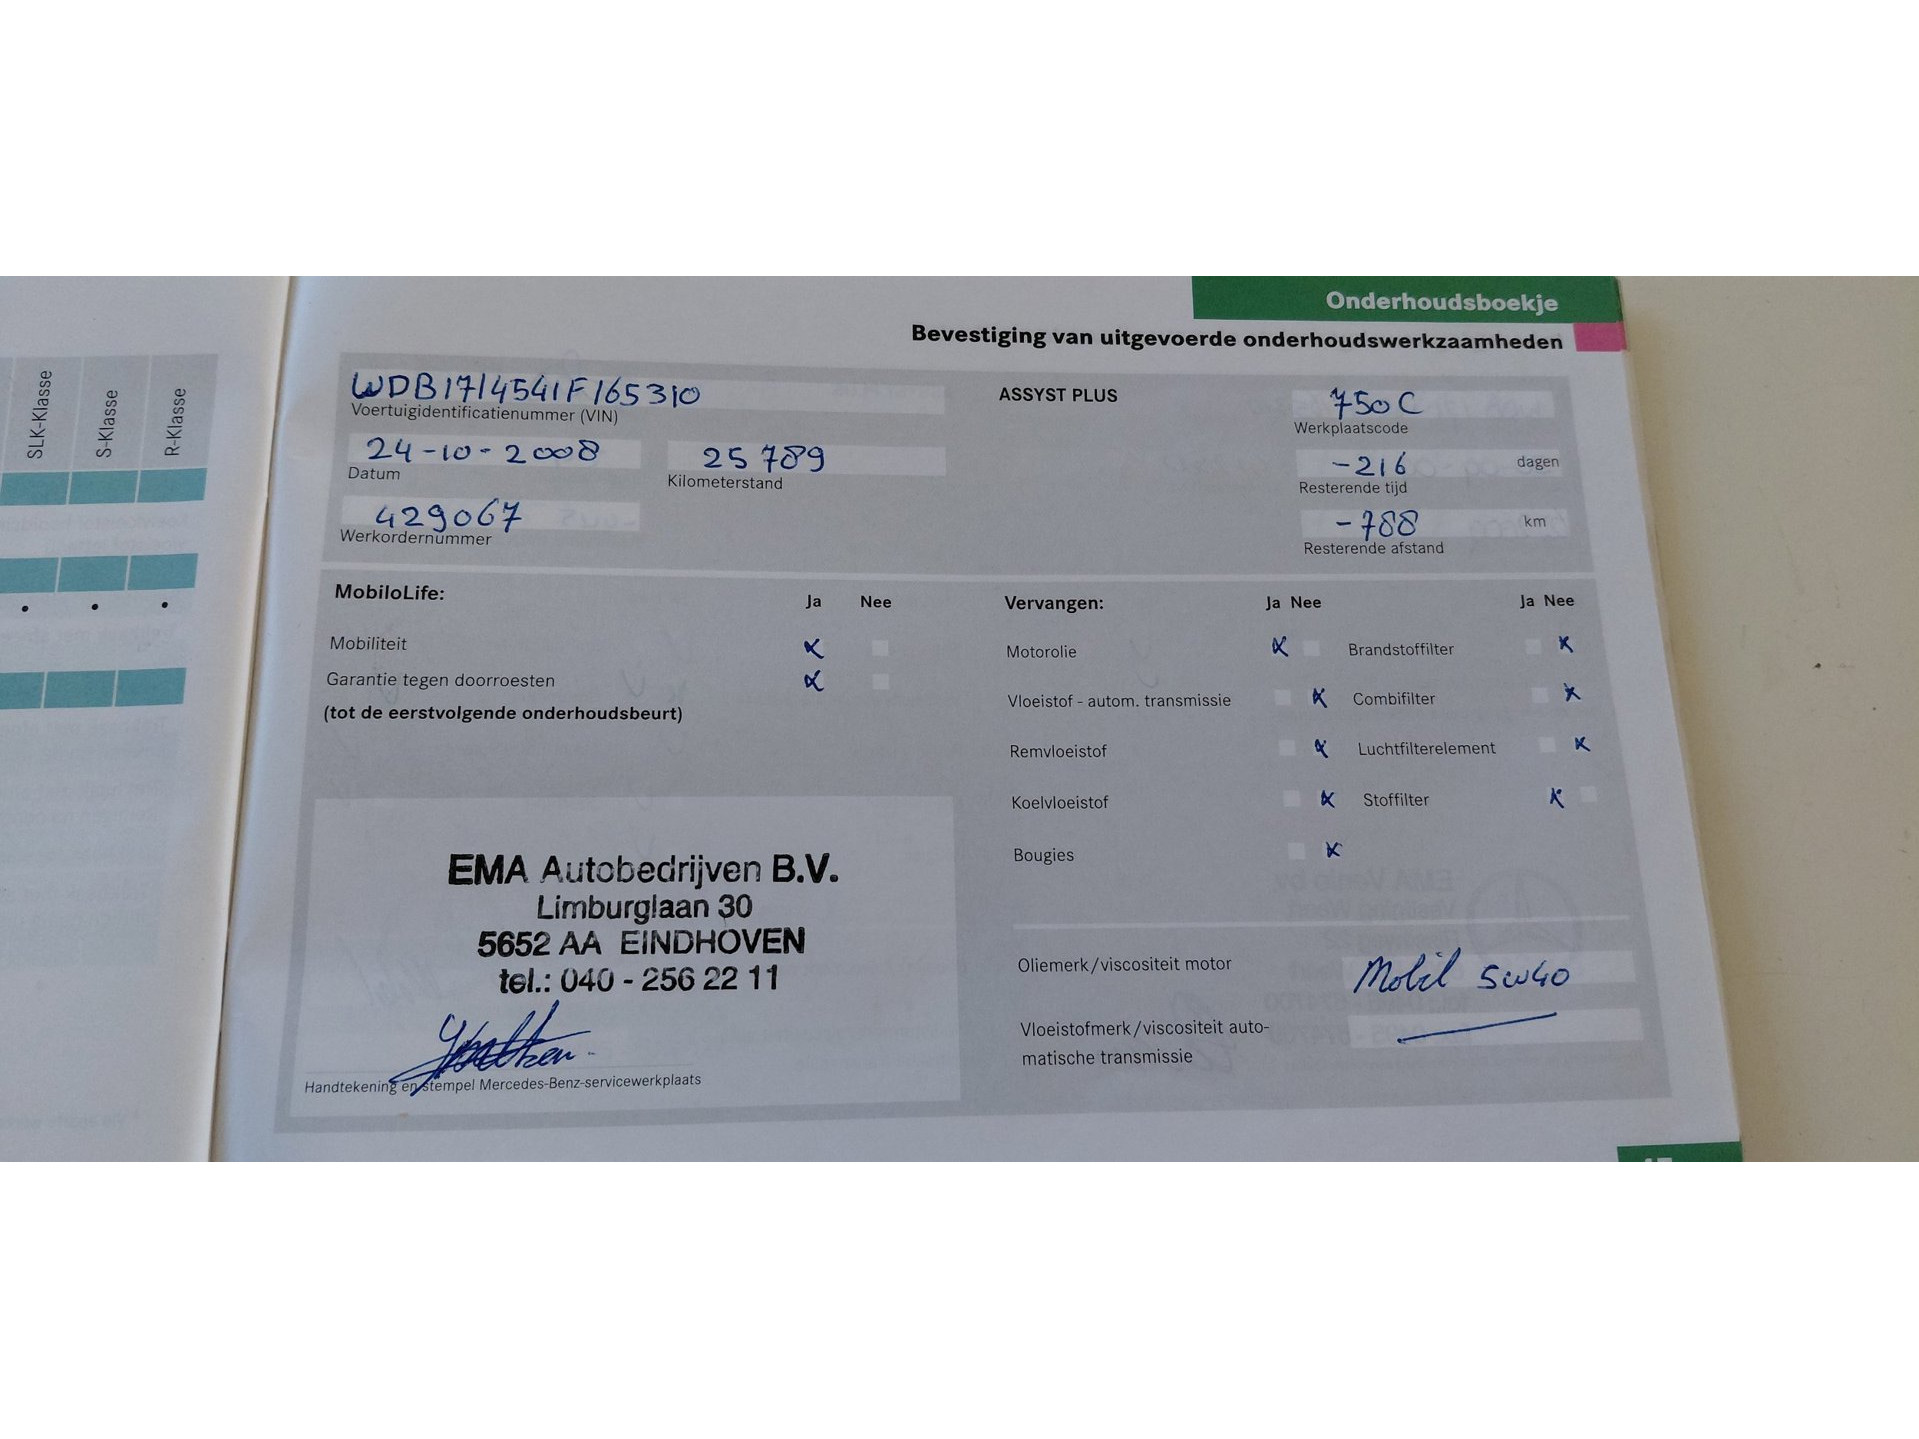 Onderhoudsboekje
Bevestiging van uitgevoerde onderhoudswerkzaamheden
SLK-Klasse
S-Klasse
R-Klasse
WDB1714541F165310
Voertuigidentificatienummer (VIN)
24-10-2008
Datum
25789
Kilometerstand
429067
Werkordernummer
ASSYST PLUS
750C
Werkplaatscode
-216 dagen
Resterende tijd
-788 km
Resterende afstand
MobiloLife: Ja Nee
Mobiliteit x
Garantie tegen doorroesten x
(tot de eerstvolgende onderhoudsbeurt)
Vervangen: Ja Nee Ja Nee
Motorolie x Brandstoffilter x
Vloeistof - autom. transmissie x Combifilter x
Remvloeistof x Luchtfilterelement x
Koelvloeistof x Stoffilter x
Bougies x
EMA Autobedrijven B.V.
Limburglaan 30
5652 AA EINDHOVEN
tel.: 040 - 256 22 11
Handtekening en stempel Mercedes-Benz-servicewerkplaats
Oliemerk/viscositeit motor Mobil 5w40
Vloeistofmerk/viscositeit auto-
matische transmissie